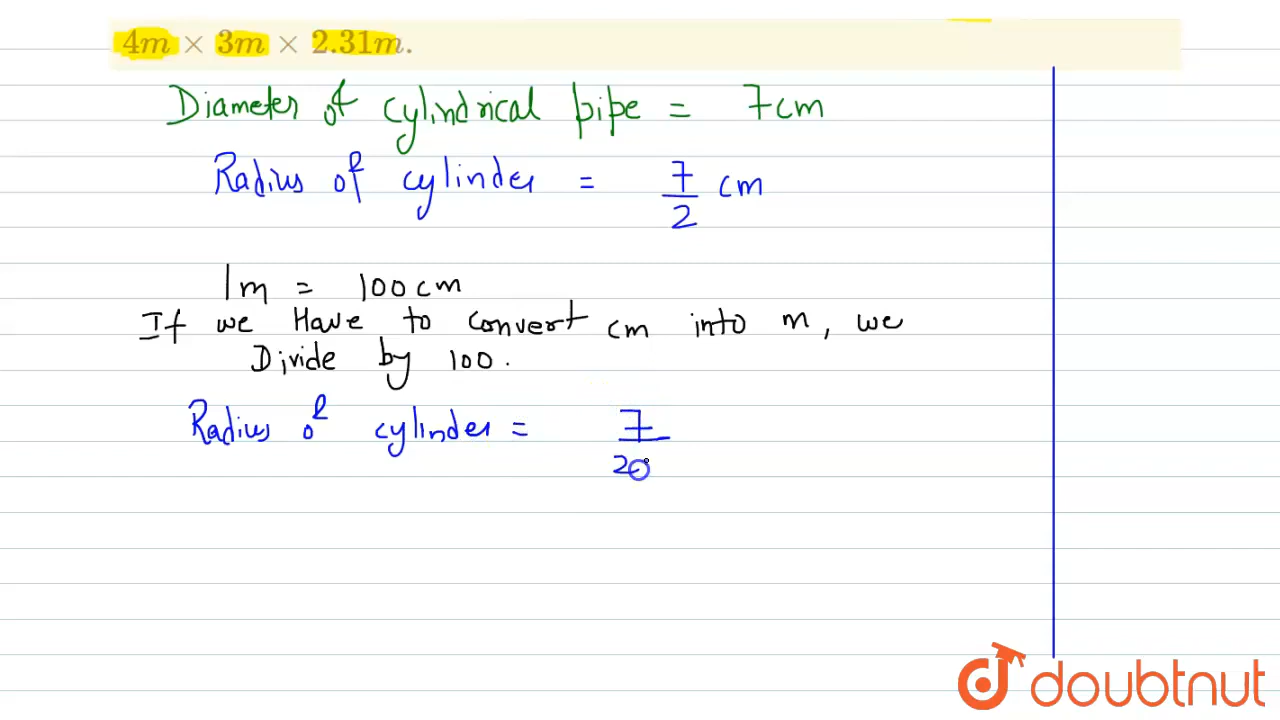 4m × 3m × 2.31m.
Diameter of cylindrical pipe = 7cm
Radius of cylinder = 7/2 cm
1m = 100cm
If we Have to convert cm into m, we
Divide by 100.
Radius of cylinder = 7/20
doubtnut